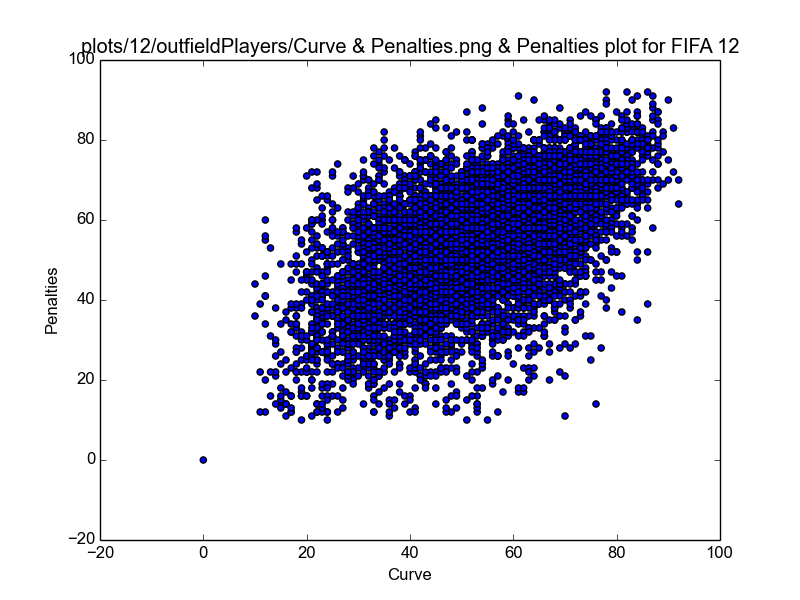 plots/12/outfieldPlayers/Curve & Penalties.png & Penalties plot for FIFA 12
100
80
60
40
20
0
−20
Penalties
−20 0 20 40 60 80 100
Curve